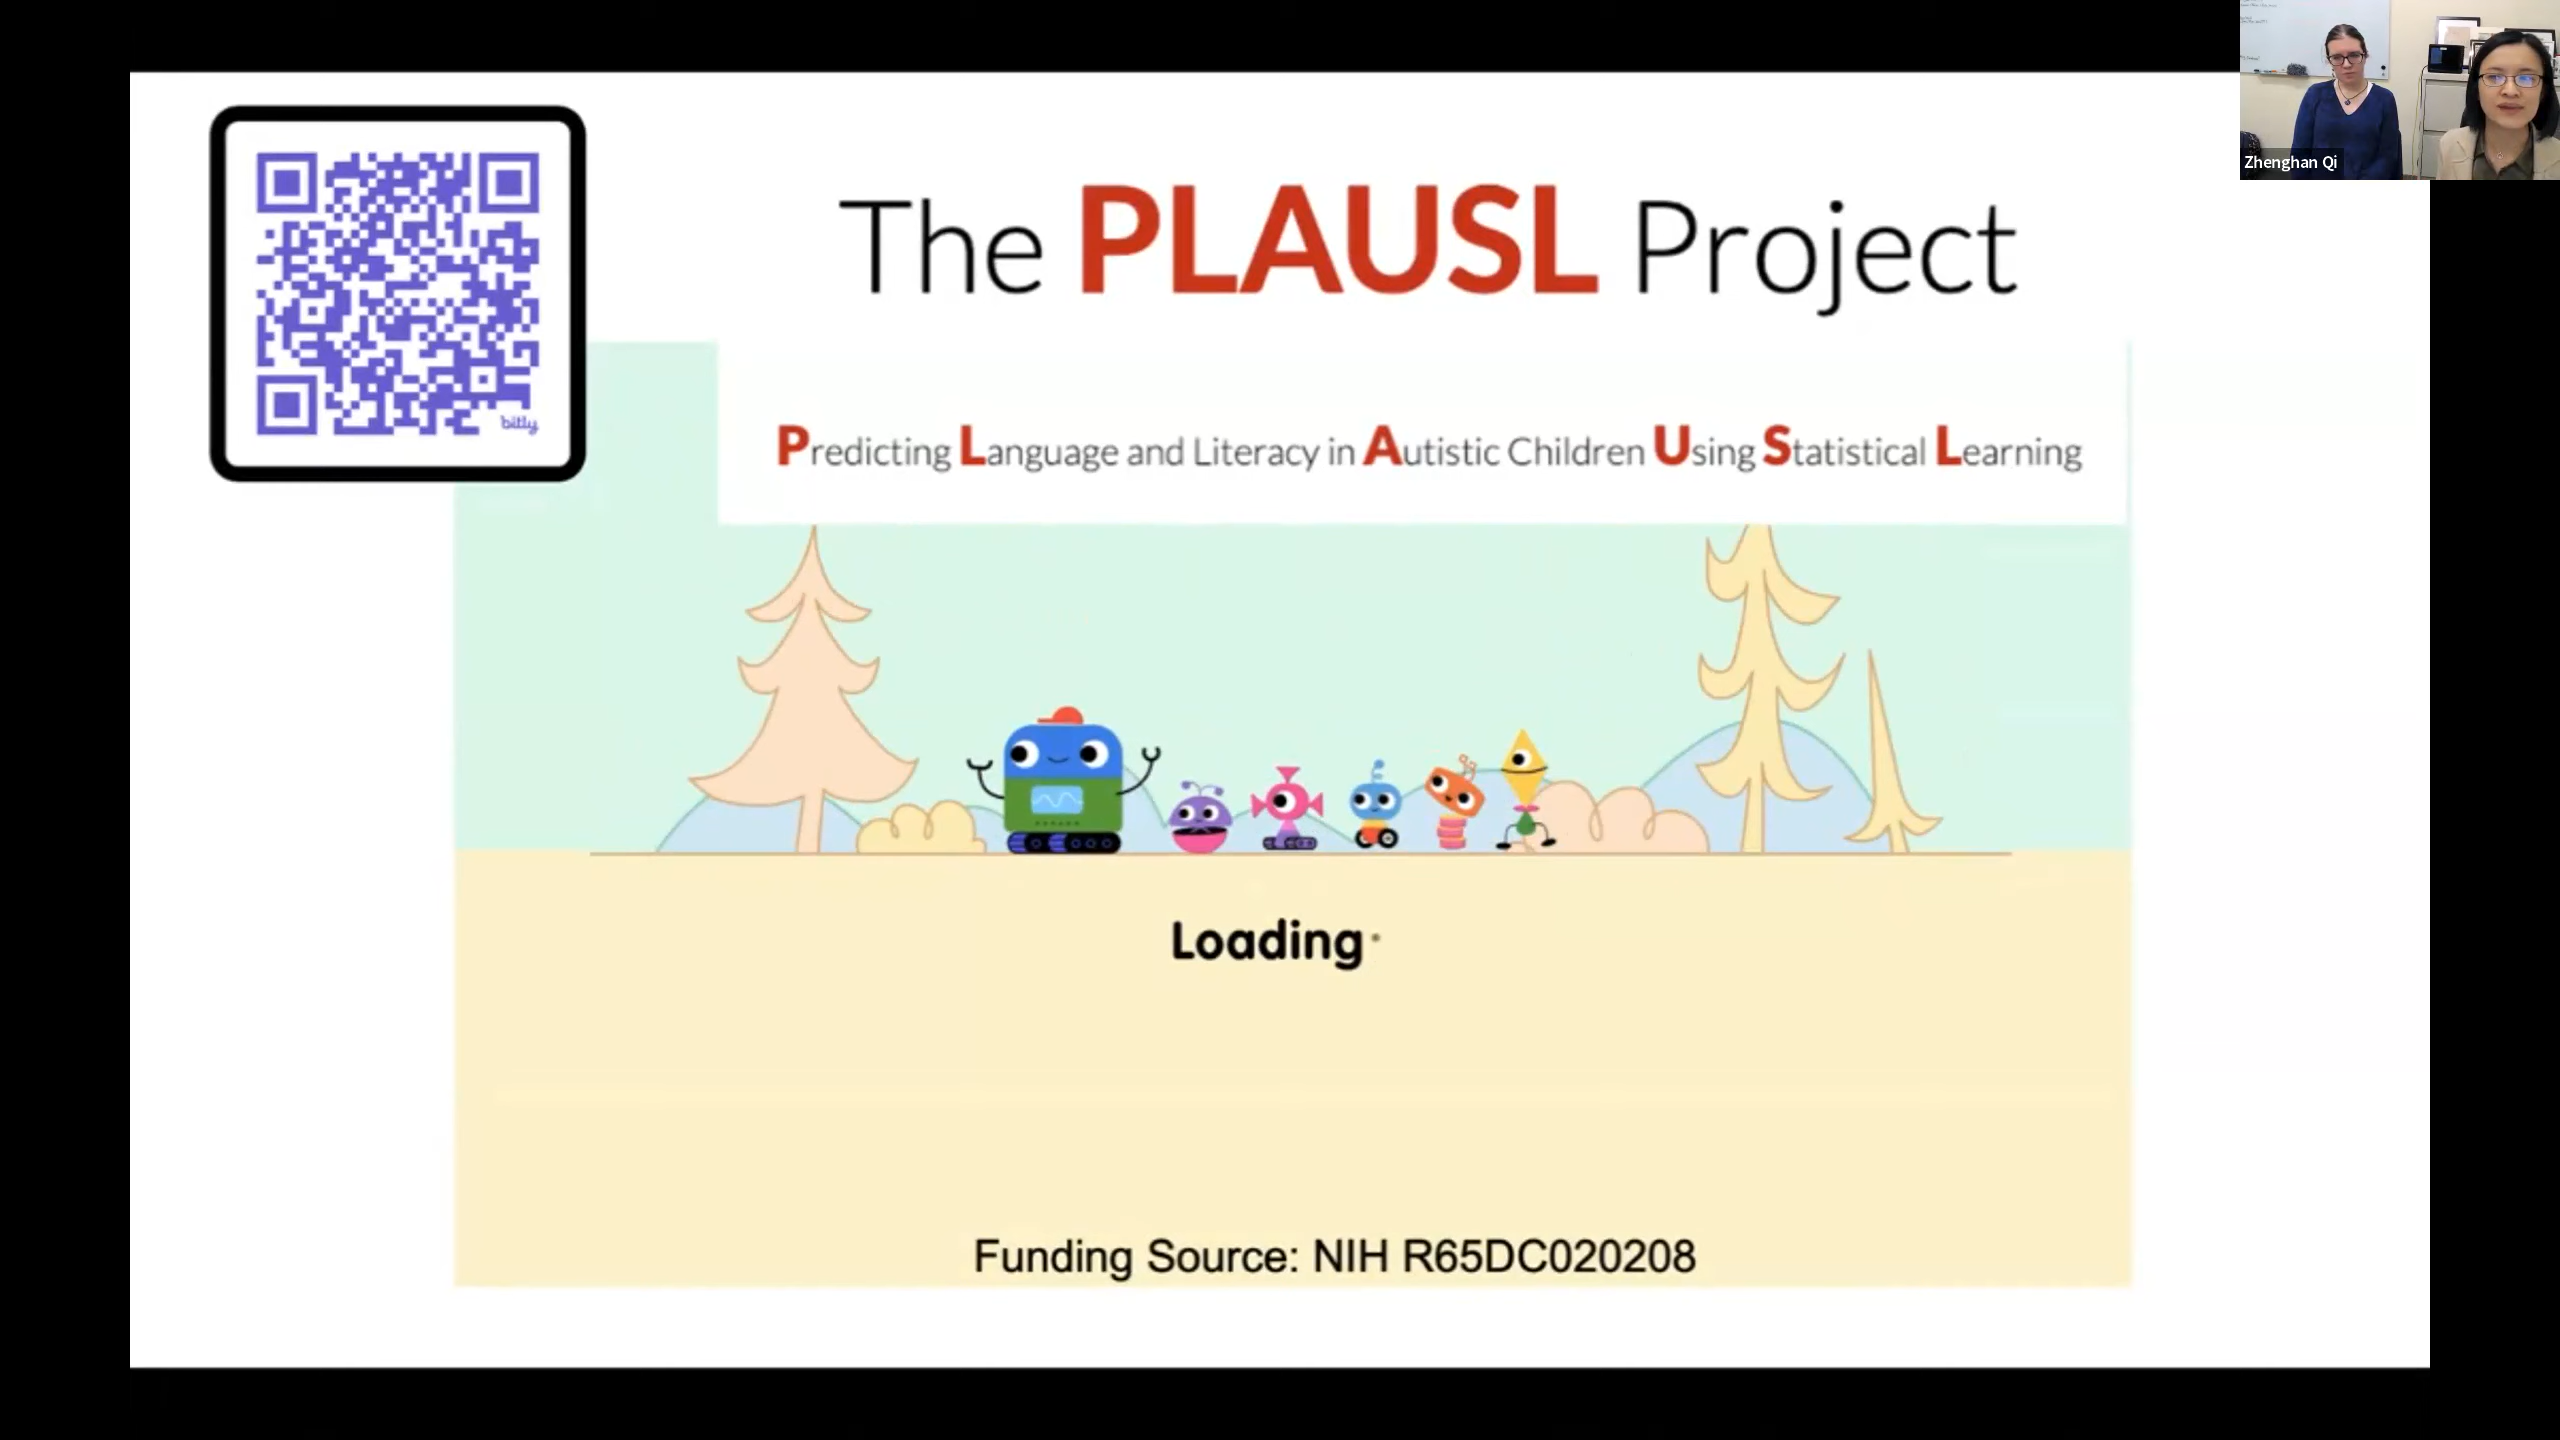 Zhenghan Qi
bitly
The PLAUSL Project
Predicting Language and Literacy in Autistic Children Using Statistical Learning
Loading
Funding Source: NIH R65DC020208